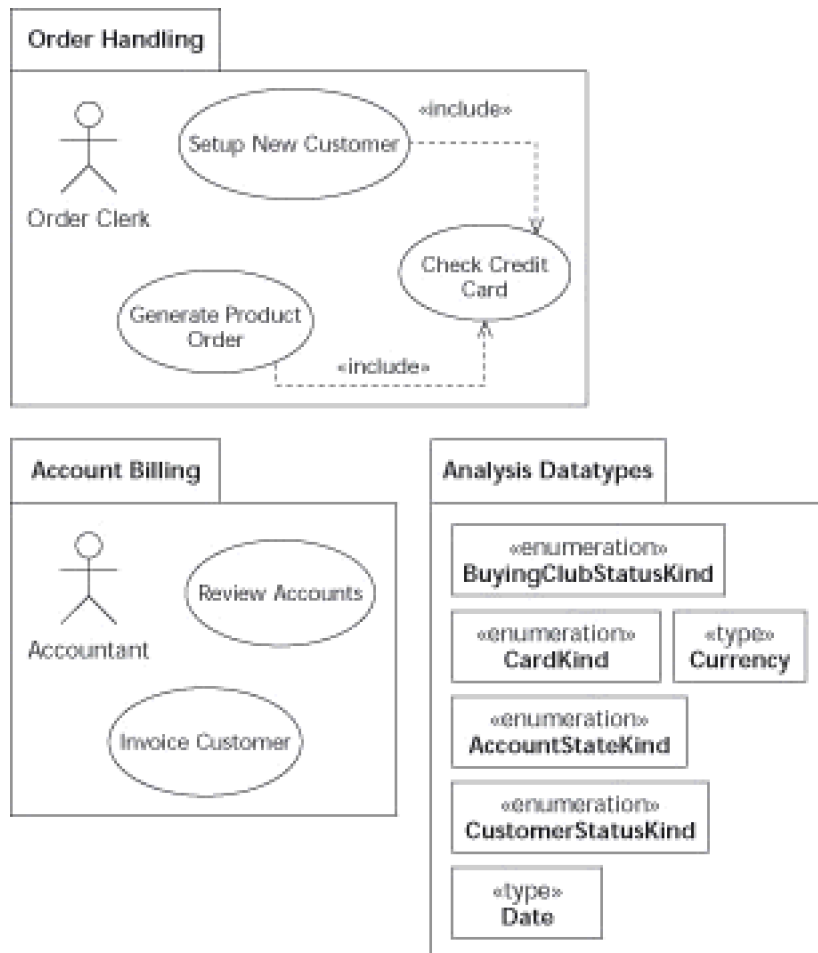 Order Handling
«include»
Setup New Customer
Order Clerk
Check Credit
Card
Generate Product
Order
«include»
Account Billing
Accountant
Review Accounts
Invoice Customer
Analysis Datatypes
«enumeration»
BuyingClubStatusKind
«enumeration»
CardKind
«type»
Currency
«enumeration»
AccountStateKind
«enumeration»
CustomerStatusKind
«type»
Date